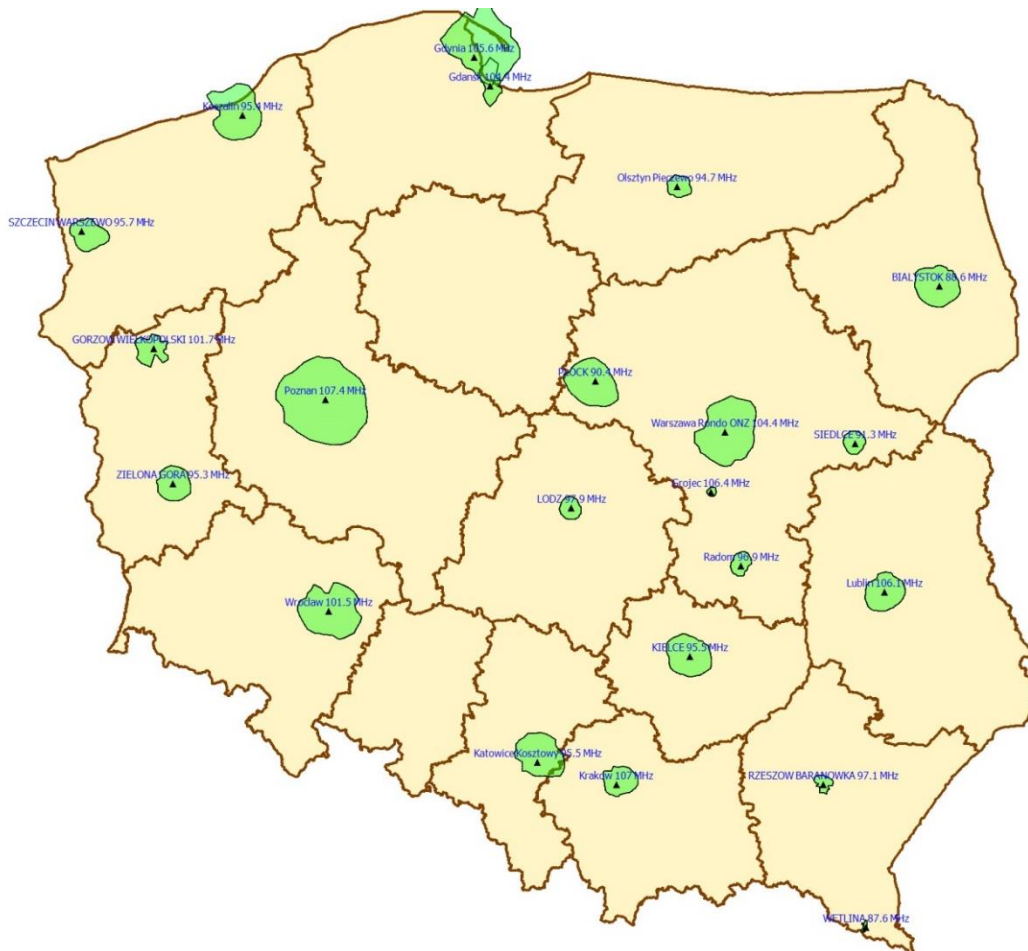 Gdynia 105.6 MHz
Gdansk 104.4 MHz
Koszalin 95.4 MHz
Olsztyn Pieczewo 94.7 MHz
SZCZECIN WARSZEWO 95.7 MHz
BIALYSTOK 88.6 MHz
GORZOW WIELKOPOLSKI 101.7 MHz
PLOCK 90.4 MHz
Poznan 107.4 MHz
Warszawa Rondo ONZ 104.4 MHz
SIEDLCE 91.3 MHz
ZIELONA GORA 95.3 MHz
Grojec 106.4 MHz
LODZ 97.9 MHz
Radom 96.9 MHz
Lublin 106.1 MHz
Wroclaw 101.5 MHz
KIELCE 95.5 MHz
Katowice Kosztowy 95.5 MHz
Krakow 107 MHz
RZESZOW BARANOWKA 97.1 MHz
WETLINA 87.6 MHz